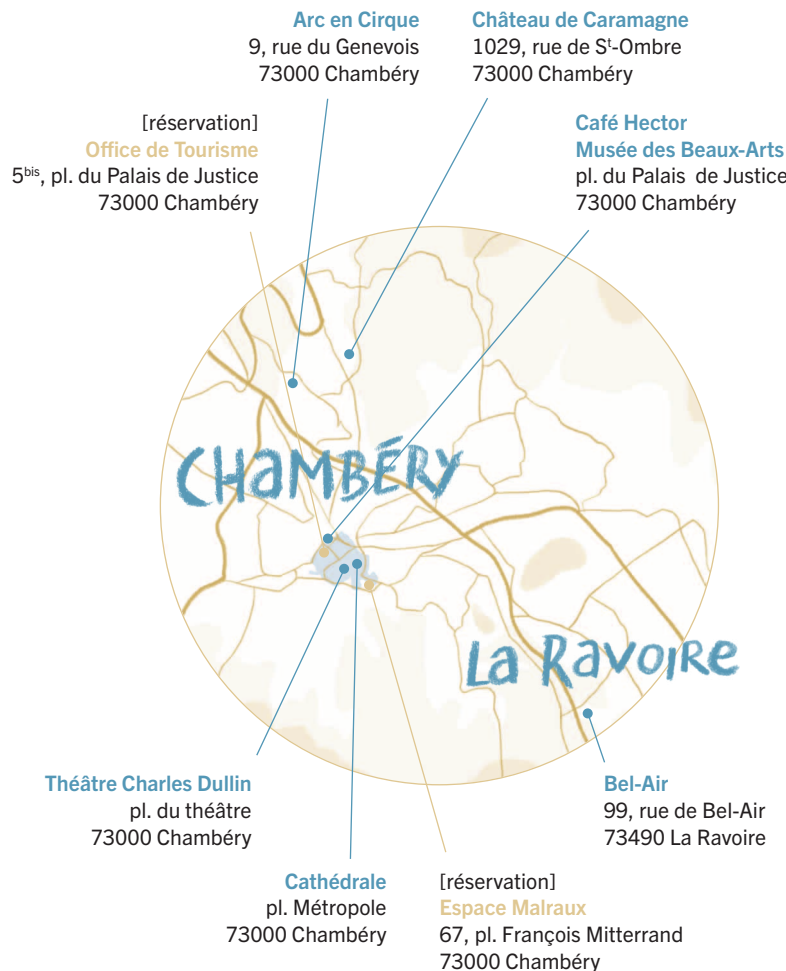 Arc en Cirque
9, rue du Genevois
73000 Chambéry
Château de Caramagne
1029, rue de Sᵗ-Ombre
73000 Chambéry
[réservation]
Office de Tourisme
5ᵇⁱˢ, pl. du Palais de Justice
73000 Chambéry
Café Hector
Musée des Beaux-Arts
pl. du Palais de Justice
73000 Chambéry
CHAMBÉRY
La Ravoire
Théâtre Charles Dullin
pl. du théâtre
73000 Chambéry
Bel-Air
99, rue de Bel-Air
73490 La Ravoire
Cathédrale
pl. Métropole
73000 Chambéry
[réservation]
Espace Malraux
67, pl. François Mitterrand
73000 Chambéry